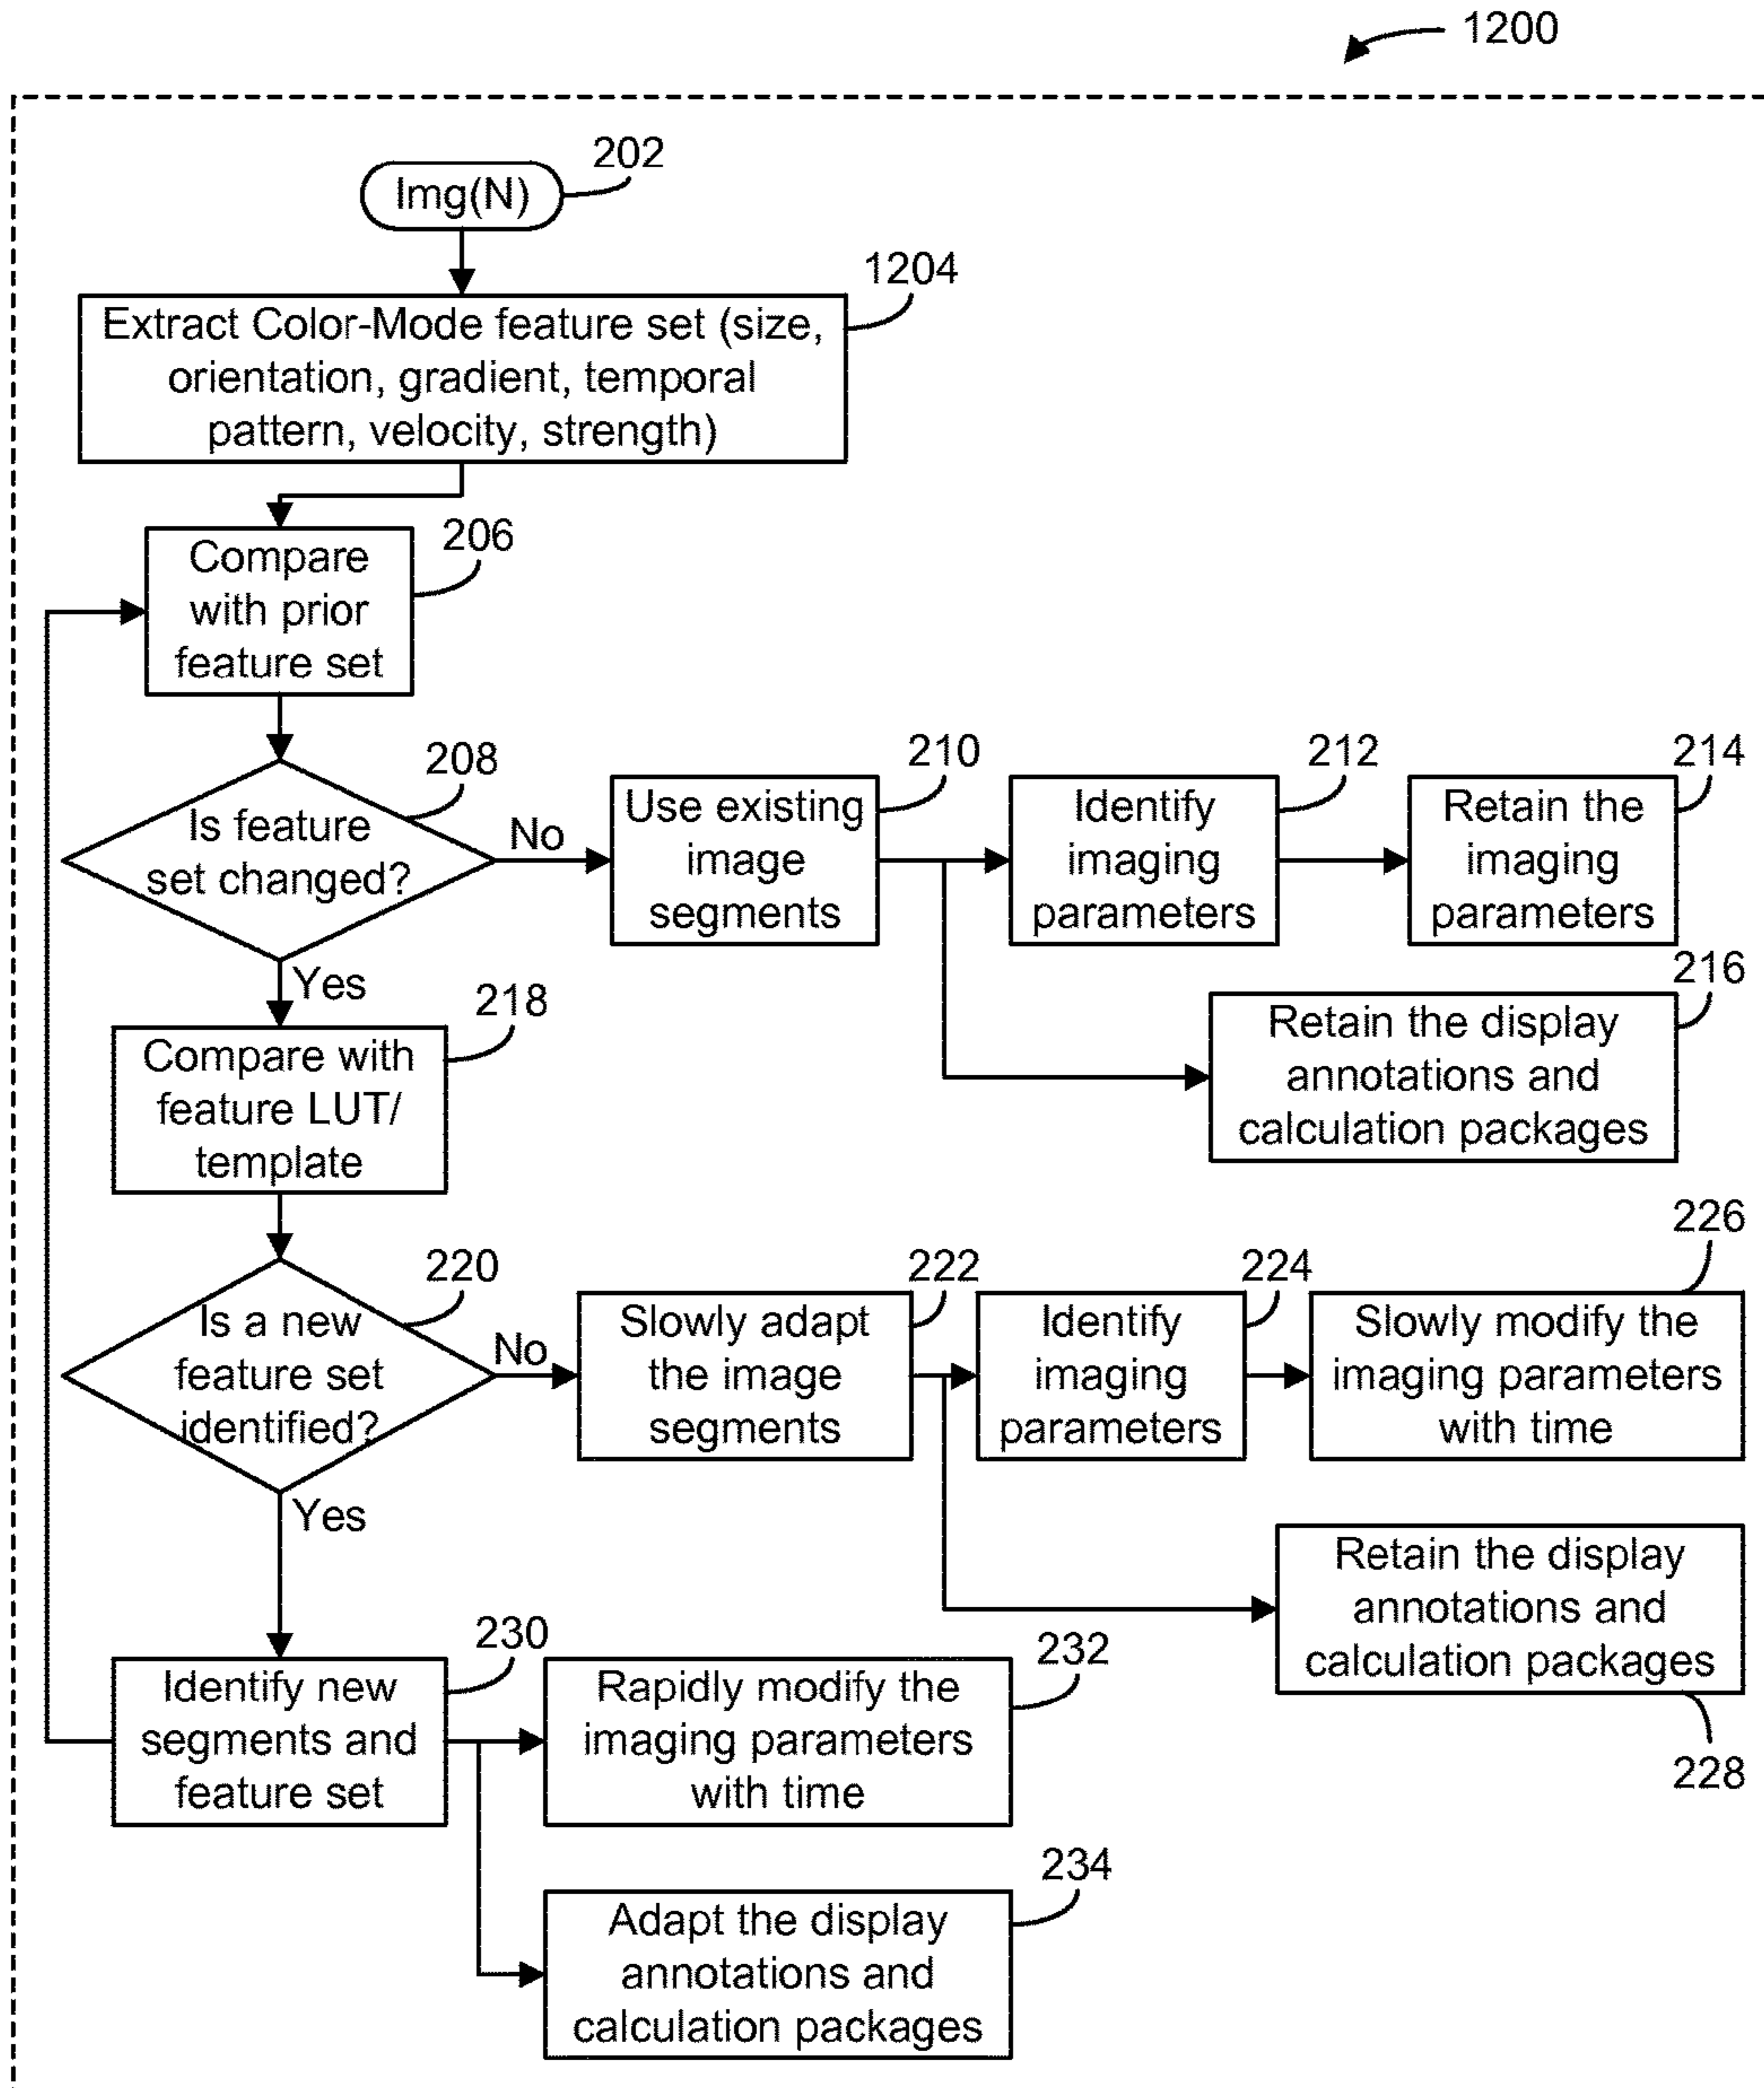 1200
202
Img(N)
1204
Extract Color-Mode feature set (size,
orientation, gradient, temporal
pattern, velocity, strength)
206
Compare
with prior
feature set
208
Is feature
set changed?
No
Yes
210
Use existing
image
segments
212
Identify
imaging
parameters
214
Retain the
imaging
parameters
216
Retain the display
annotations and
calculation packages
218
Compare with
feature LUT/
template
220
Is a new
feature set
identified?
No
Yes
222
Slowly adapt
the image
segments
224
Identify
imaging
parameters
226
Slowly modify the
imaging parameters
with time
Retain the display
annotations and
calculation packages
228
230
Identify new
segments and
feature set
232
Rapidly modify the
imaging parameters
with time
234
Adapt the display
annotations and
calculation packages